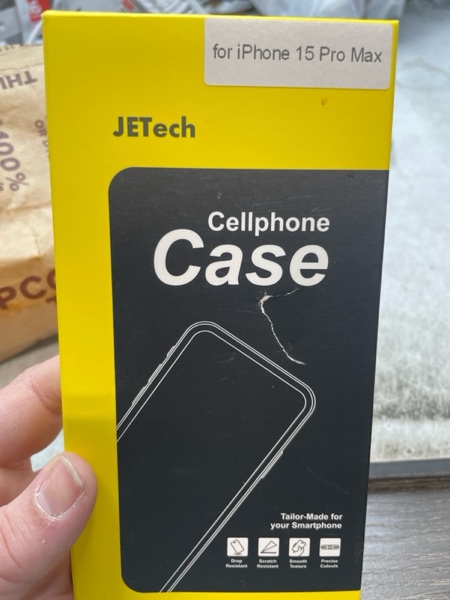 for iPhone 15 Pro Max
JETech
Cellphone
Case
Tailor-Made for
your Smartphone
Drop
Resistant
Scratch
Resistant
Smooth
Texture
Precise
Cutouts
100%